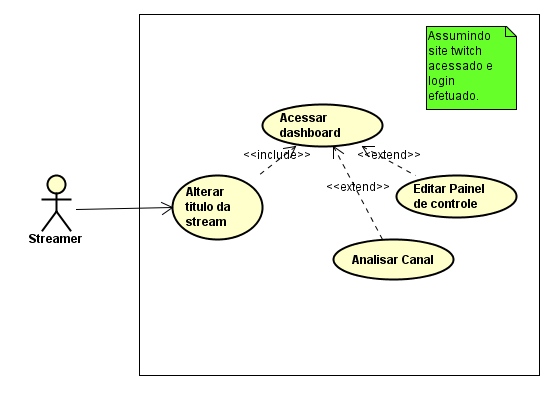 Assumindo
site twitch
acessado e
login
efetuado.
Acessar
dashboard
<<include>>
<<extend>>
<<extend>>
Alterar
titulo da
stream
Editar Painel
de controle
Streamer
Analisar Canal